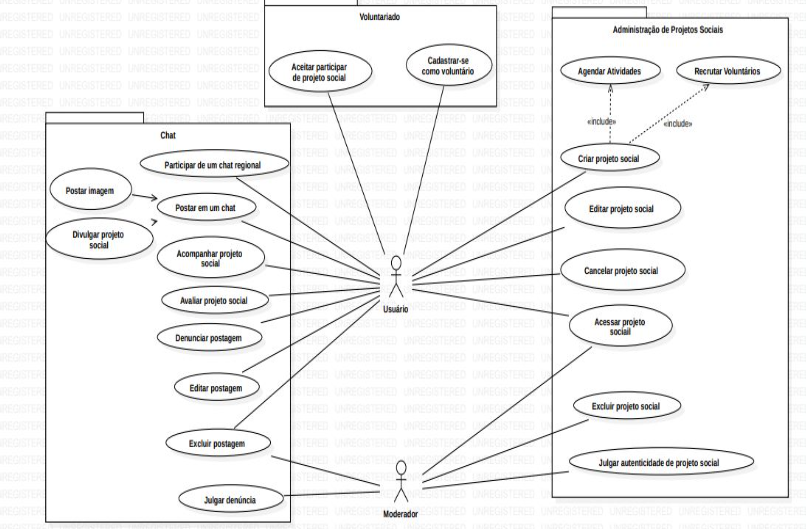 Voluntariado
Aceitar participar
de projeto social
Cadastrar-se
como voluntário
Administração de Projetos Sociais
Agendar Atividades
Recrutar Voluntários
«include»
«include»
Criar projeto social
Editar projeto social
Cancelar projeto social
Acessar projeto
sociail
Excluir projeto social
Julgar autenticidade de projeto social
Chat
Participar de um chat regional
Postar imagem
Postar em um chat
Divulgar projeto
social
Acompanhar projeto
social
Avaliar projeto social
Denunciar postagem
Editar postagem
Excluir postagem
Julgar denúncia
Usuário
Moderador
UNREGISTERED